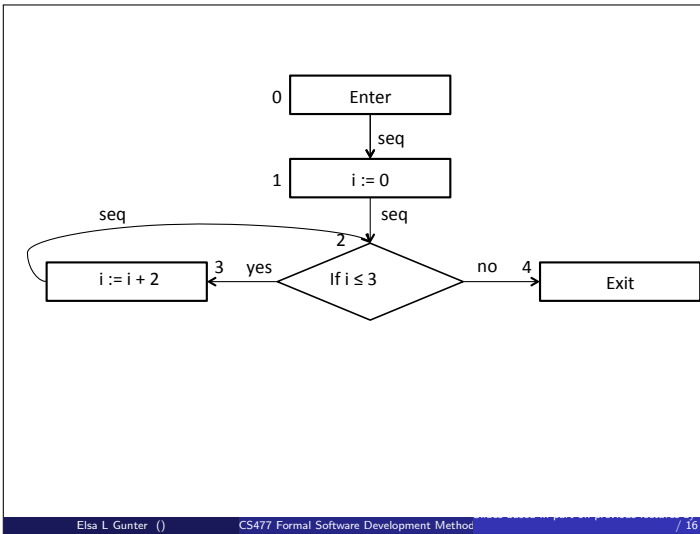 0 Enter
seq
1 i := 0
seq seq
2
i := i + 2 3 yes If i ≤ 3 no 4 Exit
Elsa L Gunter () CS477 Formal Software Development Method / 16